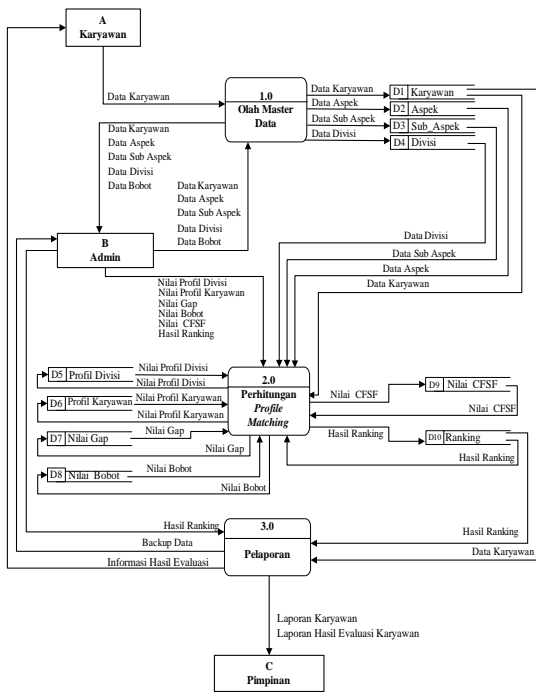 A
Karyawan
Data Karyawan
1.0
Olah Master
Data
Data Karyawan
Data Aspek
Data Sub Aspek
Data Divisi
D1 Karyawan
D2 Aspek
D3 Sub_Aspek
D4 Divisi
Data Karyawan
Data Aspek
Data Sub Aspek
Data Divisi
Data Bobot
Data Karyawan
Data Aspek
Data Sub Aspek
Data Divisi
Data Bobot
B
Admin
Data Divisi
Data Sub Aspek
Data Aspek
Data Karyawan
Nilai Profil Divisi
Nilai Profil Karyawan
Nilai Gap
Nilai Bobot
Nilai CFSF
Hasil Ranking
D5 Profil Divisi
Nilai Profil Divisi
Nilai Profil Divisi
D6 Profil Karyawan
Nilai Profil Karyawan
Nilai Profil Karyawan
D7 Nilai Gap
Nilai Gap
Nilai Gap
D8 Nilai Bobot
Nilai Bobot
Nilai Bobot
2.0
Perhitungan
Profile
Matching
Nilai CFSF
D9 Nilai CFSF
Nilai CFSF
Hasil Ranking
D10 Ranking
Hasil Ranking
Hasil Ranking
Backup Data
Informasi Hasil Evaluasi
3.0
Pelaporan
Hasil Ranking
Data Karyawan
Laporan Karyawan
Laporan Hasil Evaluasi Karyawan
C
Pimpinan